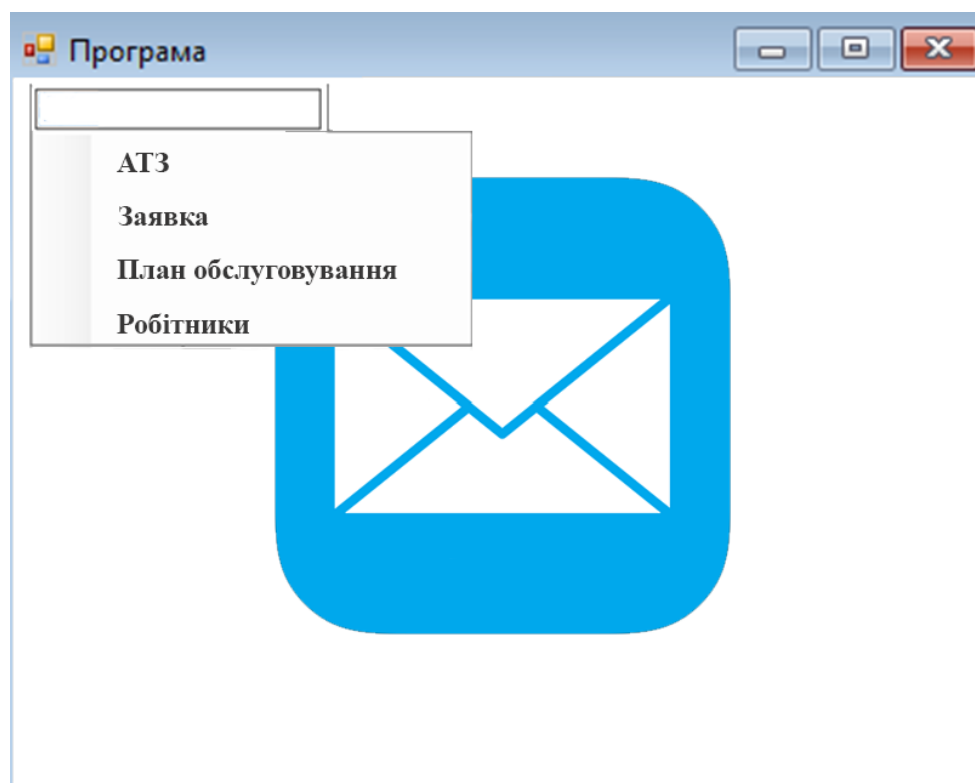 Програма
АТЗ
Заявка
План обслуговування
Робітники